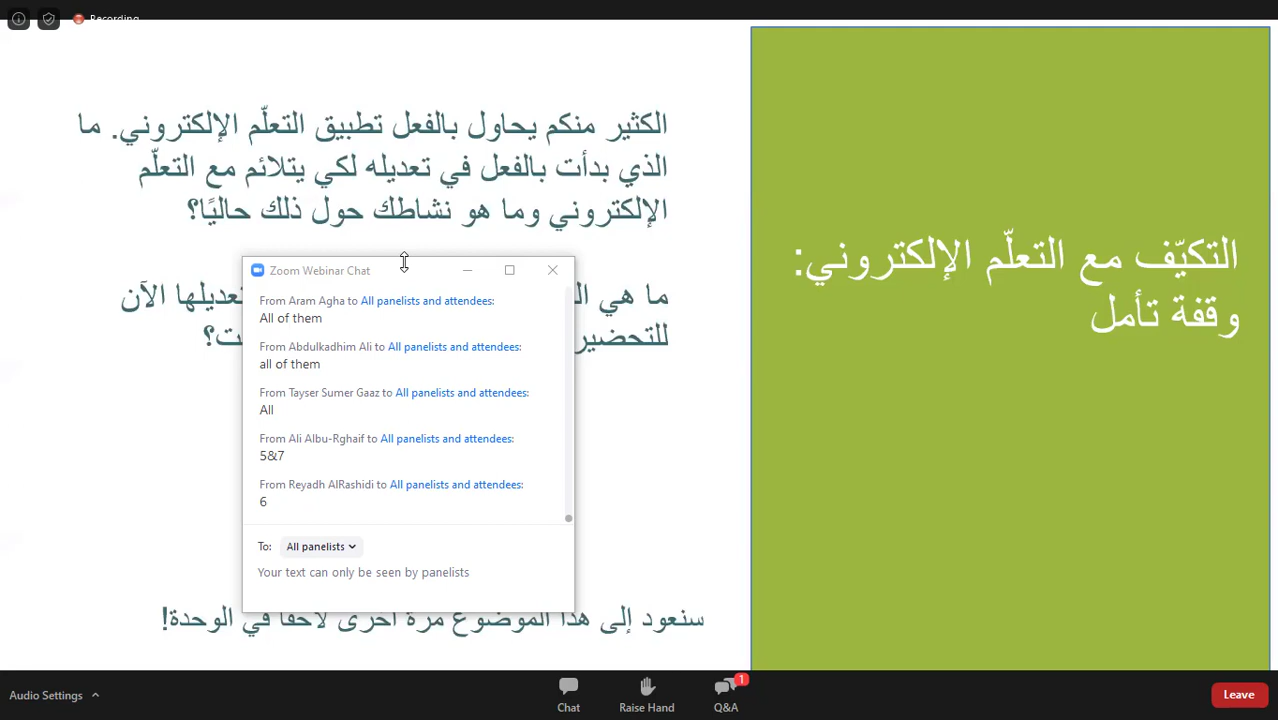 Recording
الكثير منكم يحاول بالفعل تطبيق التعلّم الإلكتروني. ما
الذي بدأت بالفعل في تعديله لكي يتلائم مع التعلّم
الإلكتروني وما هو نشاطك حول ذلك حاليًا؟
ما هي
تعديلها الآن
للتحضير
التكيّف مع التعلّم الإلكتروني:
وقفة تأمل
Zoom Webinar Chat
From Aram Agha to All panelists and attendees:
All of them
From Abdulkadhim Ali to All panelists and attendees:
all of them
From Tayser Sumer Gaaz to All panelists and attendees:
All
From Ali Albu-Rghaif to All panelists and attendees:
5&7
From Reyadh AlRashidi to All panelists and attendees:
6
To: All panelists
Your text can only be seen by panelists
سنعود إلى هذا الموضوع مرة أخرى لاحقًا في الوحدة!
Audio Settings
Chat
Raise Hand
Q&A
1
Leave